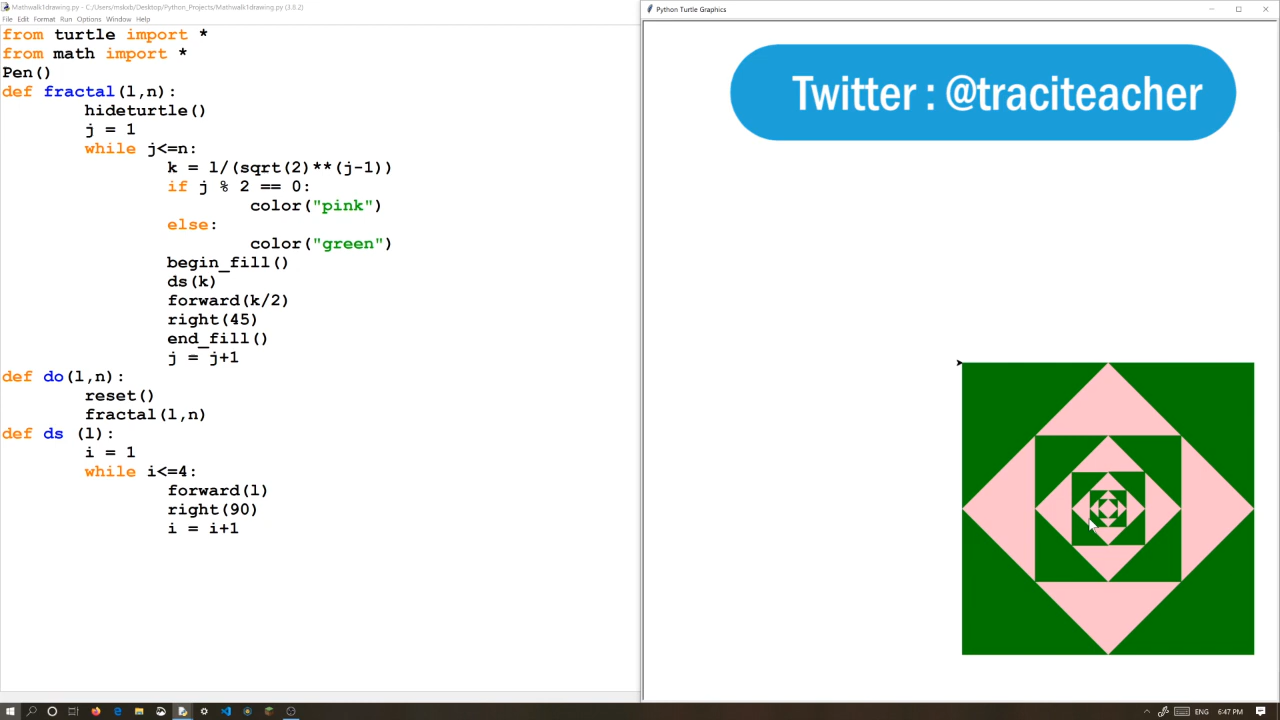 Mathwalk1drawing.py - C:/Users/mskxb/Desktop/Python_Projects/Mathwalk1drawing.py (3.8.2)
File Edit Format Run Options Window Help
from turtle import *
from math import *
Pen()
def fractal(l,n):
hideturtle()
j = 1
while j<=n:
k = l/(sqrt(2)**(j-1))
if j % 2 == 0:
color("pink")
else:
color("green")
begin_fill()
ds(k)
forward(k/2)
right(45)
end_fill()
j = j+1
def do(l,n):
reset()
fractal(l,n)
def ds (l):
i = 1
while i<=4:
forward(l)
right(90)
i = i+1
Python Turtle Graphics
Twitter : @traciteacher
ENG 6:47 PM